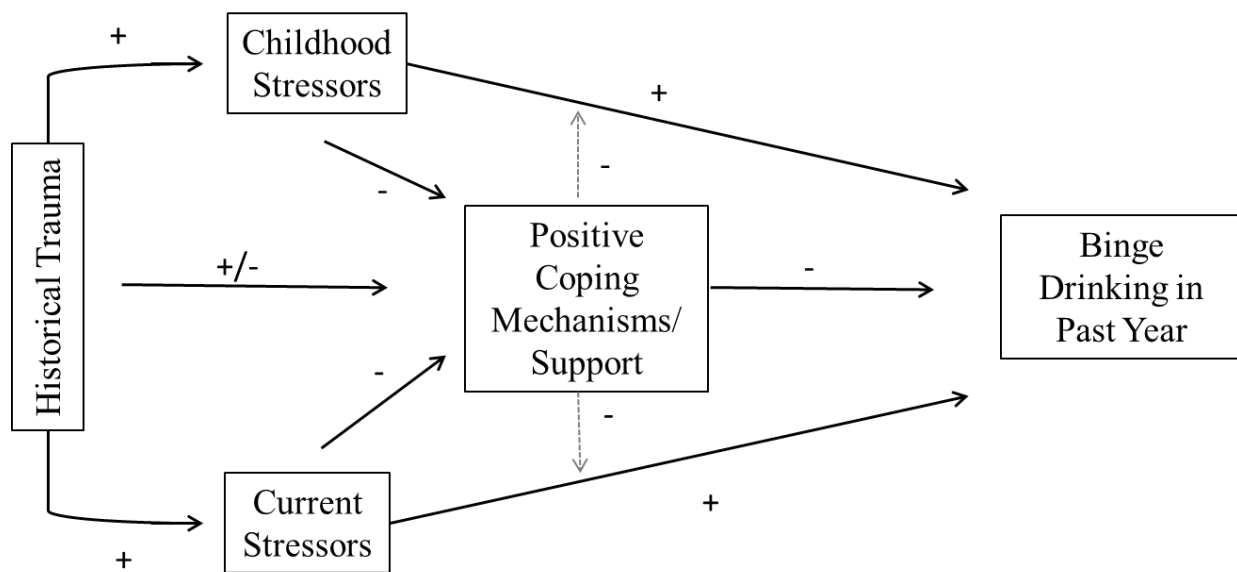 +
Childhood
Stressors
+
-
-
Historical Trauma
+/-
Positive
Coping
Mechanisms/
Support
-
Binge
Drinking in
Past Year
-
-
Current
Stressors
+
+